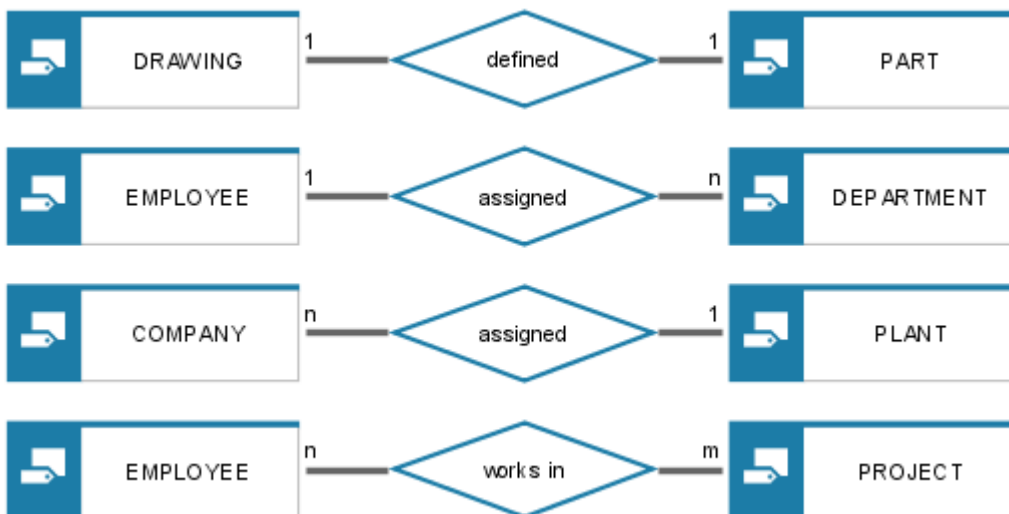 DRAWING 1 defined 1 PART
EMPLOYEE 1 assigned n DEPARTMENT
COMPANY n assigned 1 PLANT
EMPLOYEE n works in m PROJECT